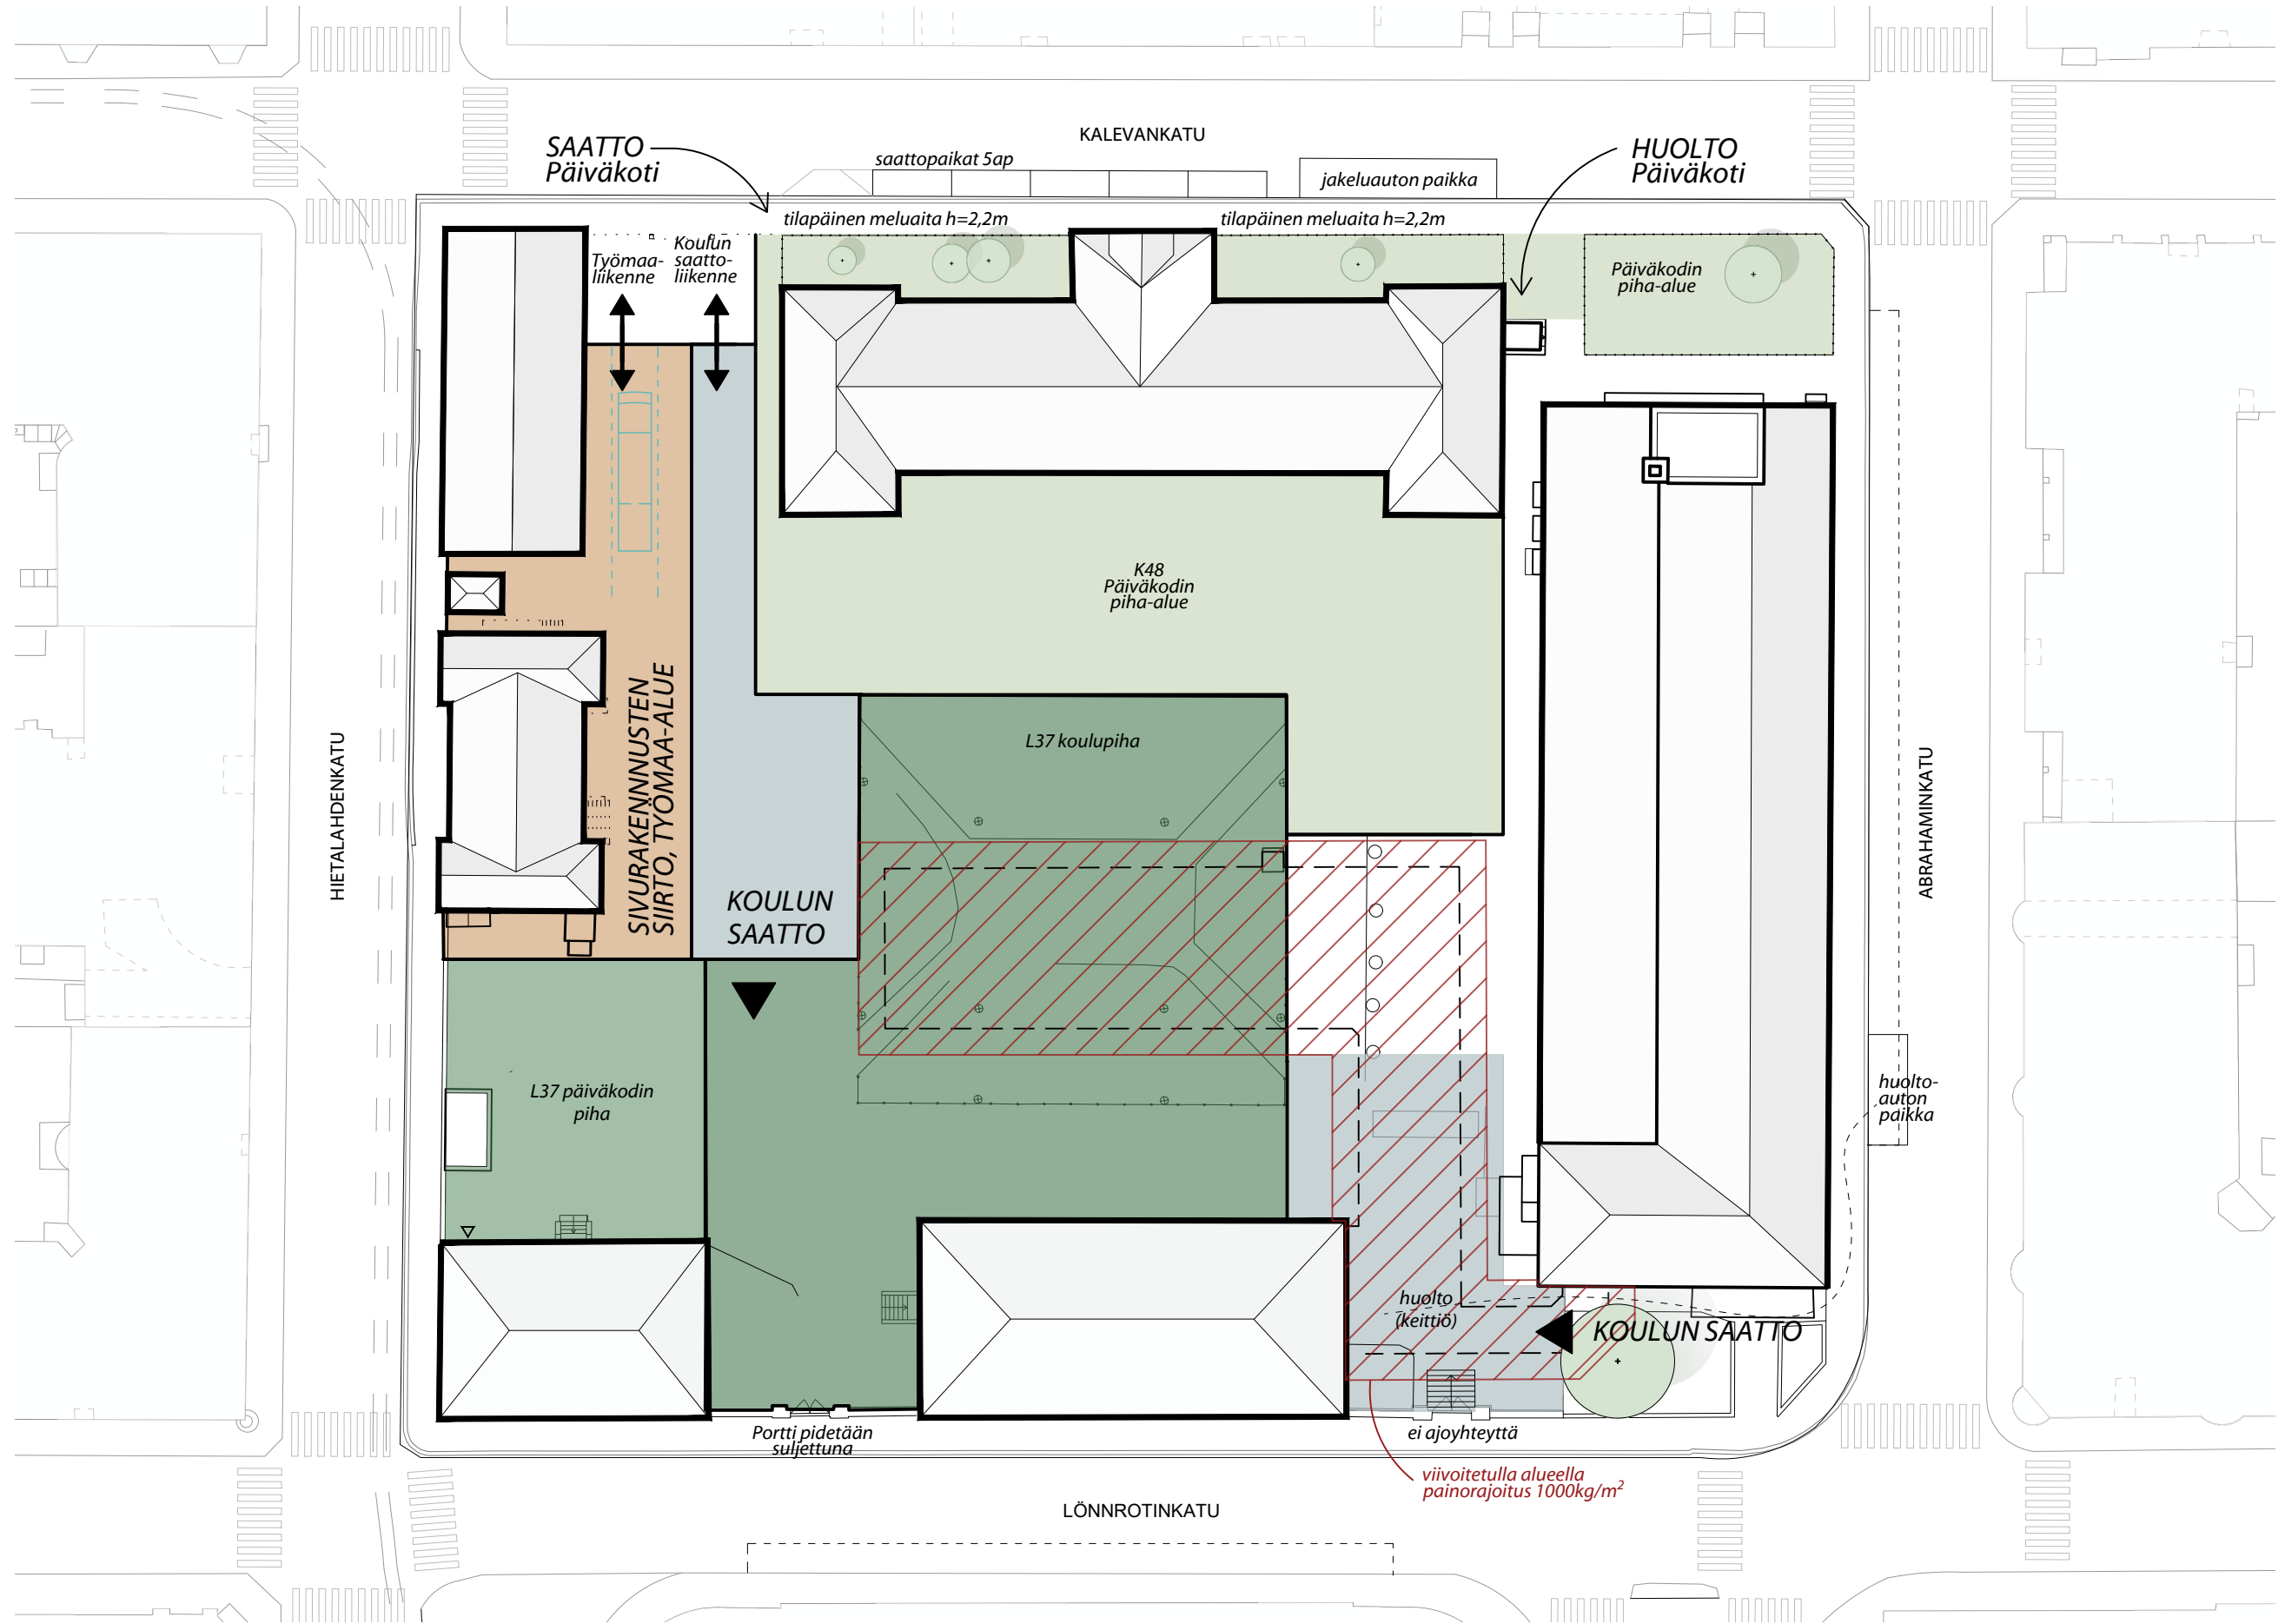 KALEVANKATU
SAATTO
Päiväkoti
saattopaikat 5ap
jakeluauton paikka
HUOLTO
Päiväkoti
tilapäinen meluaita h=2,2m
tilapäinen meluaita h=2,2m
Työmaa-
liikenne
Koulun
saatto-
liikenne
Päiväkodin
piha-alue
K48
Päiväkodin
piha-alue
SIVURAKENNNUSTEN
SIIRTO, TYÖMAA-ALUE
L37 koulupiha
HIETALAHDENKATU
ABRAHAMINKATU
KOULUN
SAATTO
L37 päiväkodin
piha
huolto-
auton
paikka
huolto
(keittiö)
KOULUN SAATTO
Portti pidetään
suljettuna
ei ajoyhteyttä
viivoitetulla alueella
painorajoitus 1000kg/m²
LÖNNROTINKATU